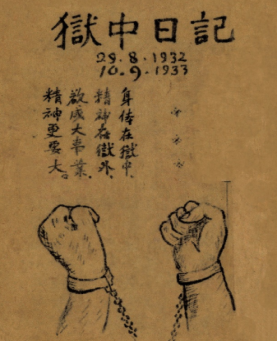 獄中日記
29.8.1932
10.9.1933
身体在獄中
精神在獄外
欲成大事業
精神更要大。